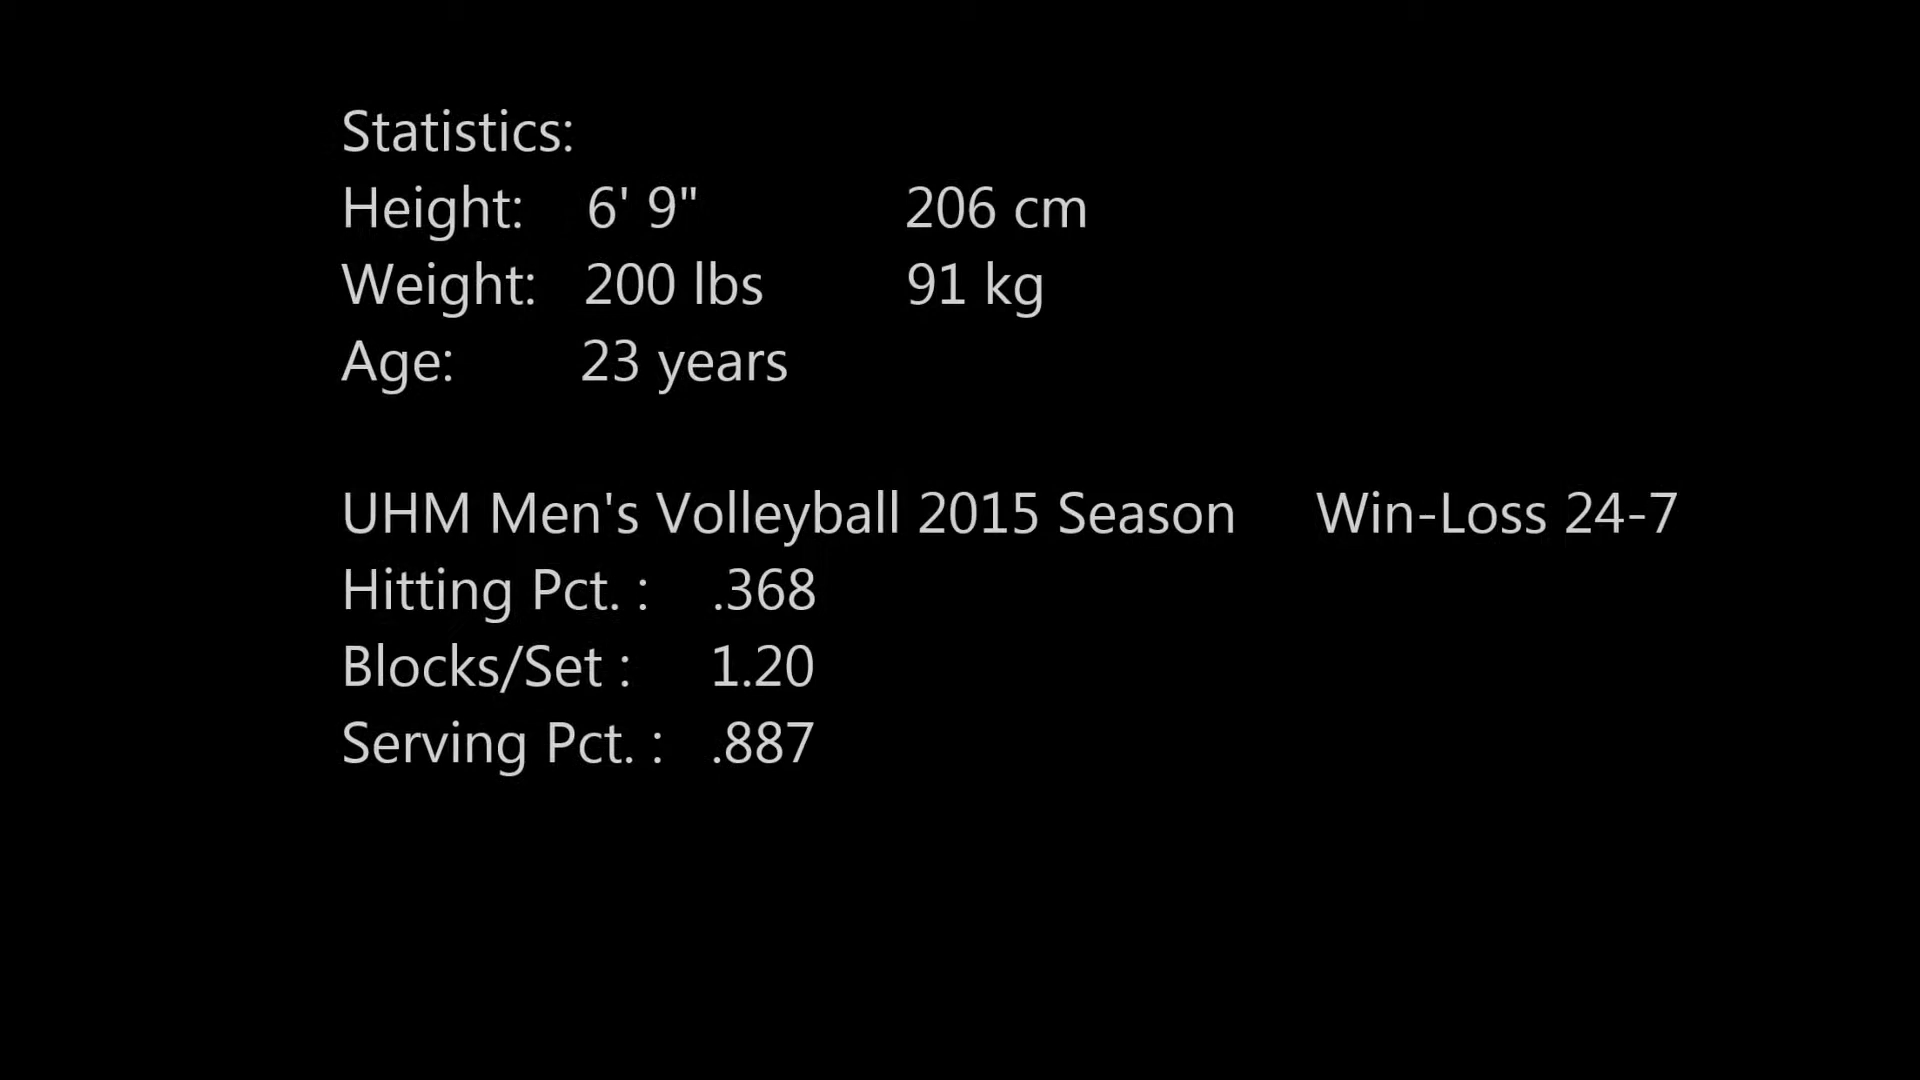 Statistics:
Height: 6' 9" 206 cm
Weight: 200 lbs 91 kg
Age: 23 years
UHM Men's Volleyball 2015 Season Win-Loss 24-7
Hitting Pct. : .368
Blocks/Set : 1.20
Serving Pct. : .887